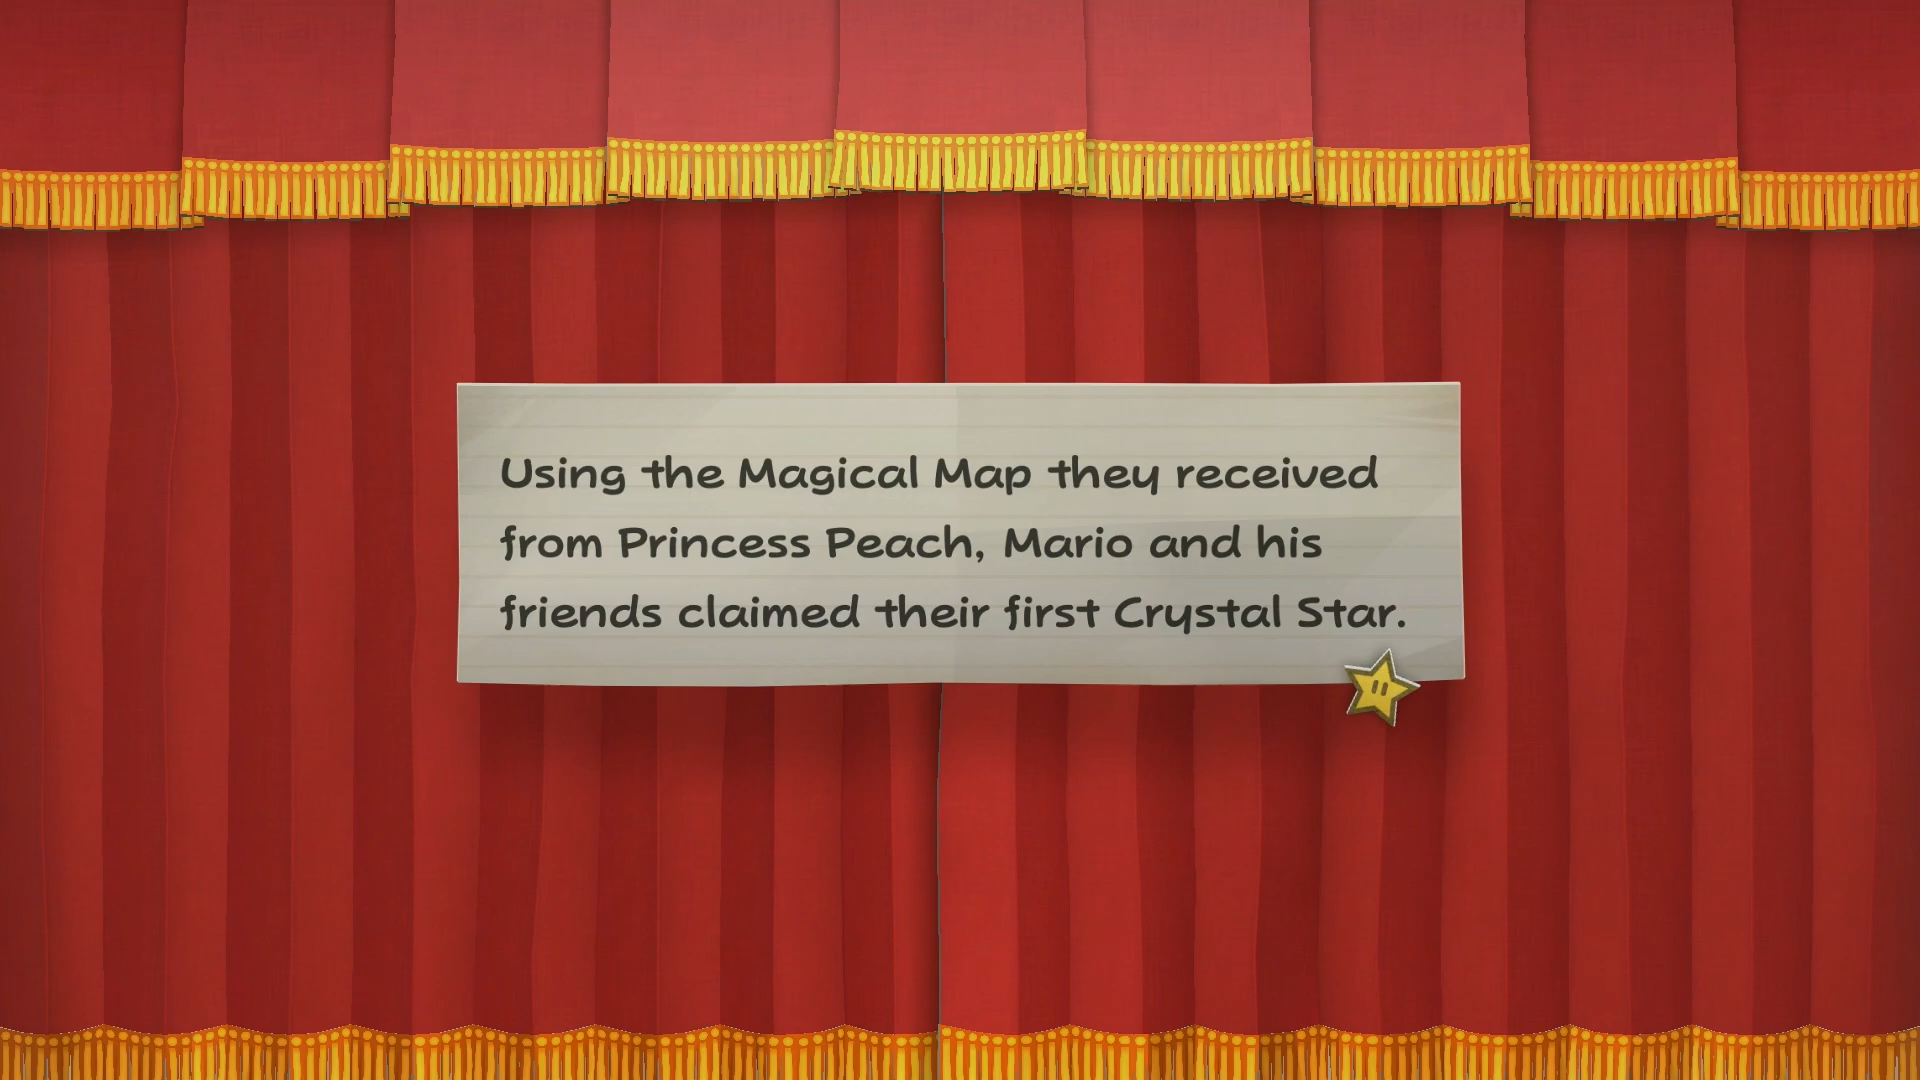 Using the Magical Map they received
from Princess Peach, Mario and his
friends claimed their first Crystal Star.